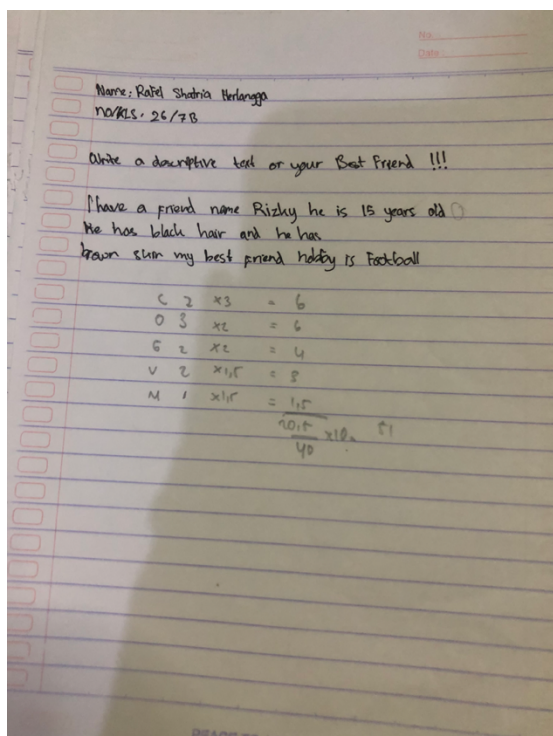 No.
Date:
Name: Rafel Shatria Herlangga
no/KLS. 26/7B
Write a descriptive text or your Best Friend !!!
I have a friend name Rizky he is 15 years old
He has black hair and he has
brown skin my best friend hobby is Football
C 2 x3 = 6
O 3 x2 = 6
G 2 x2 = 4
V 2 x1,5 = 3
M 1 x1,5 = 1,5
20,5
40
51